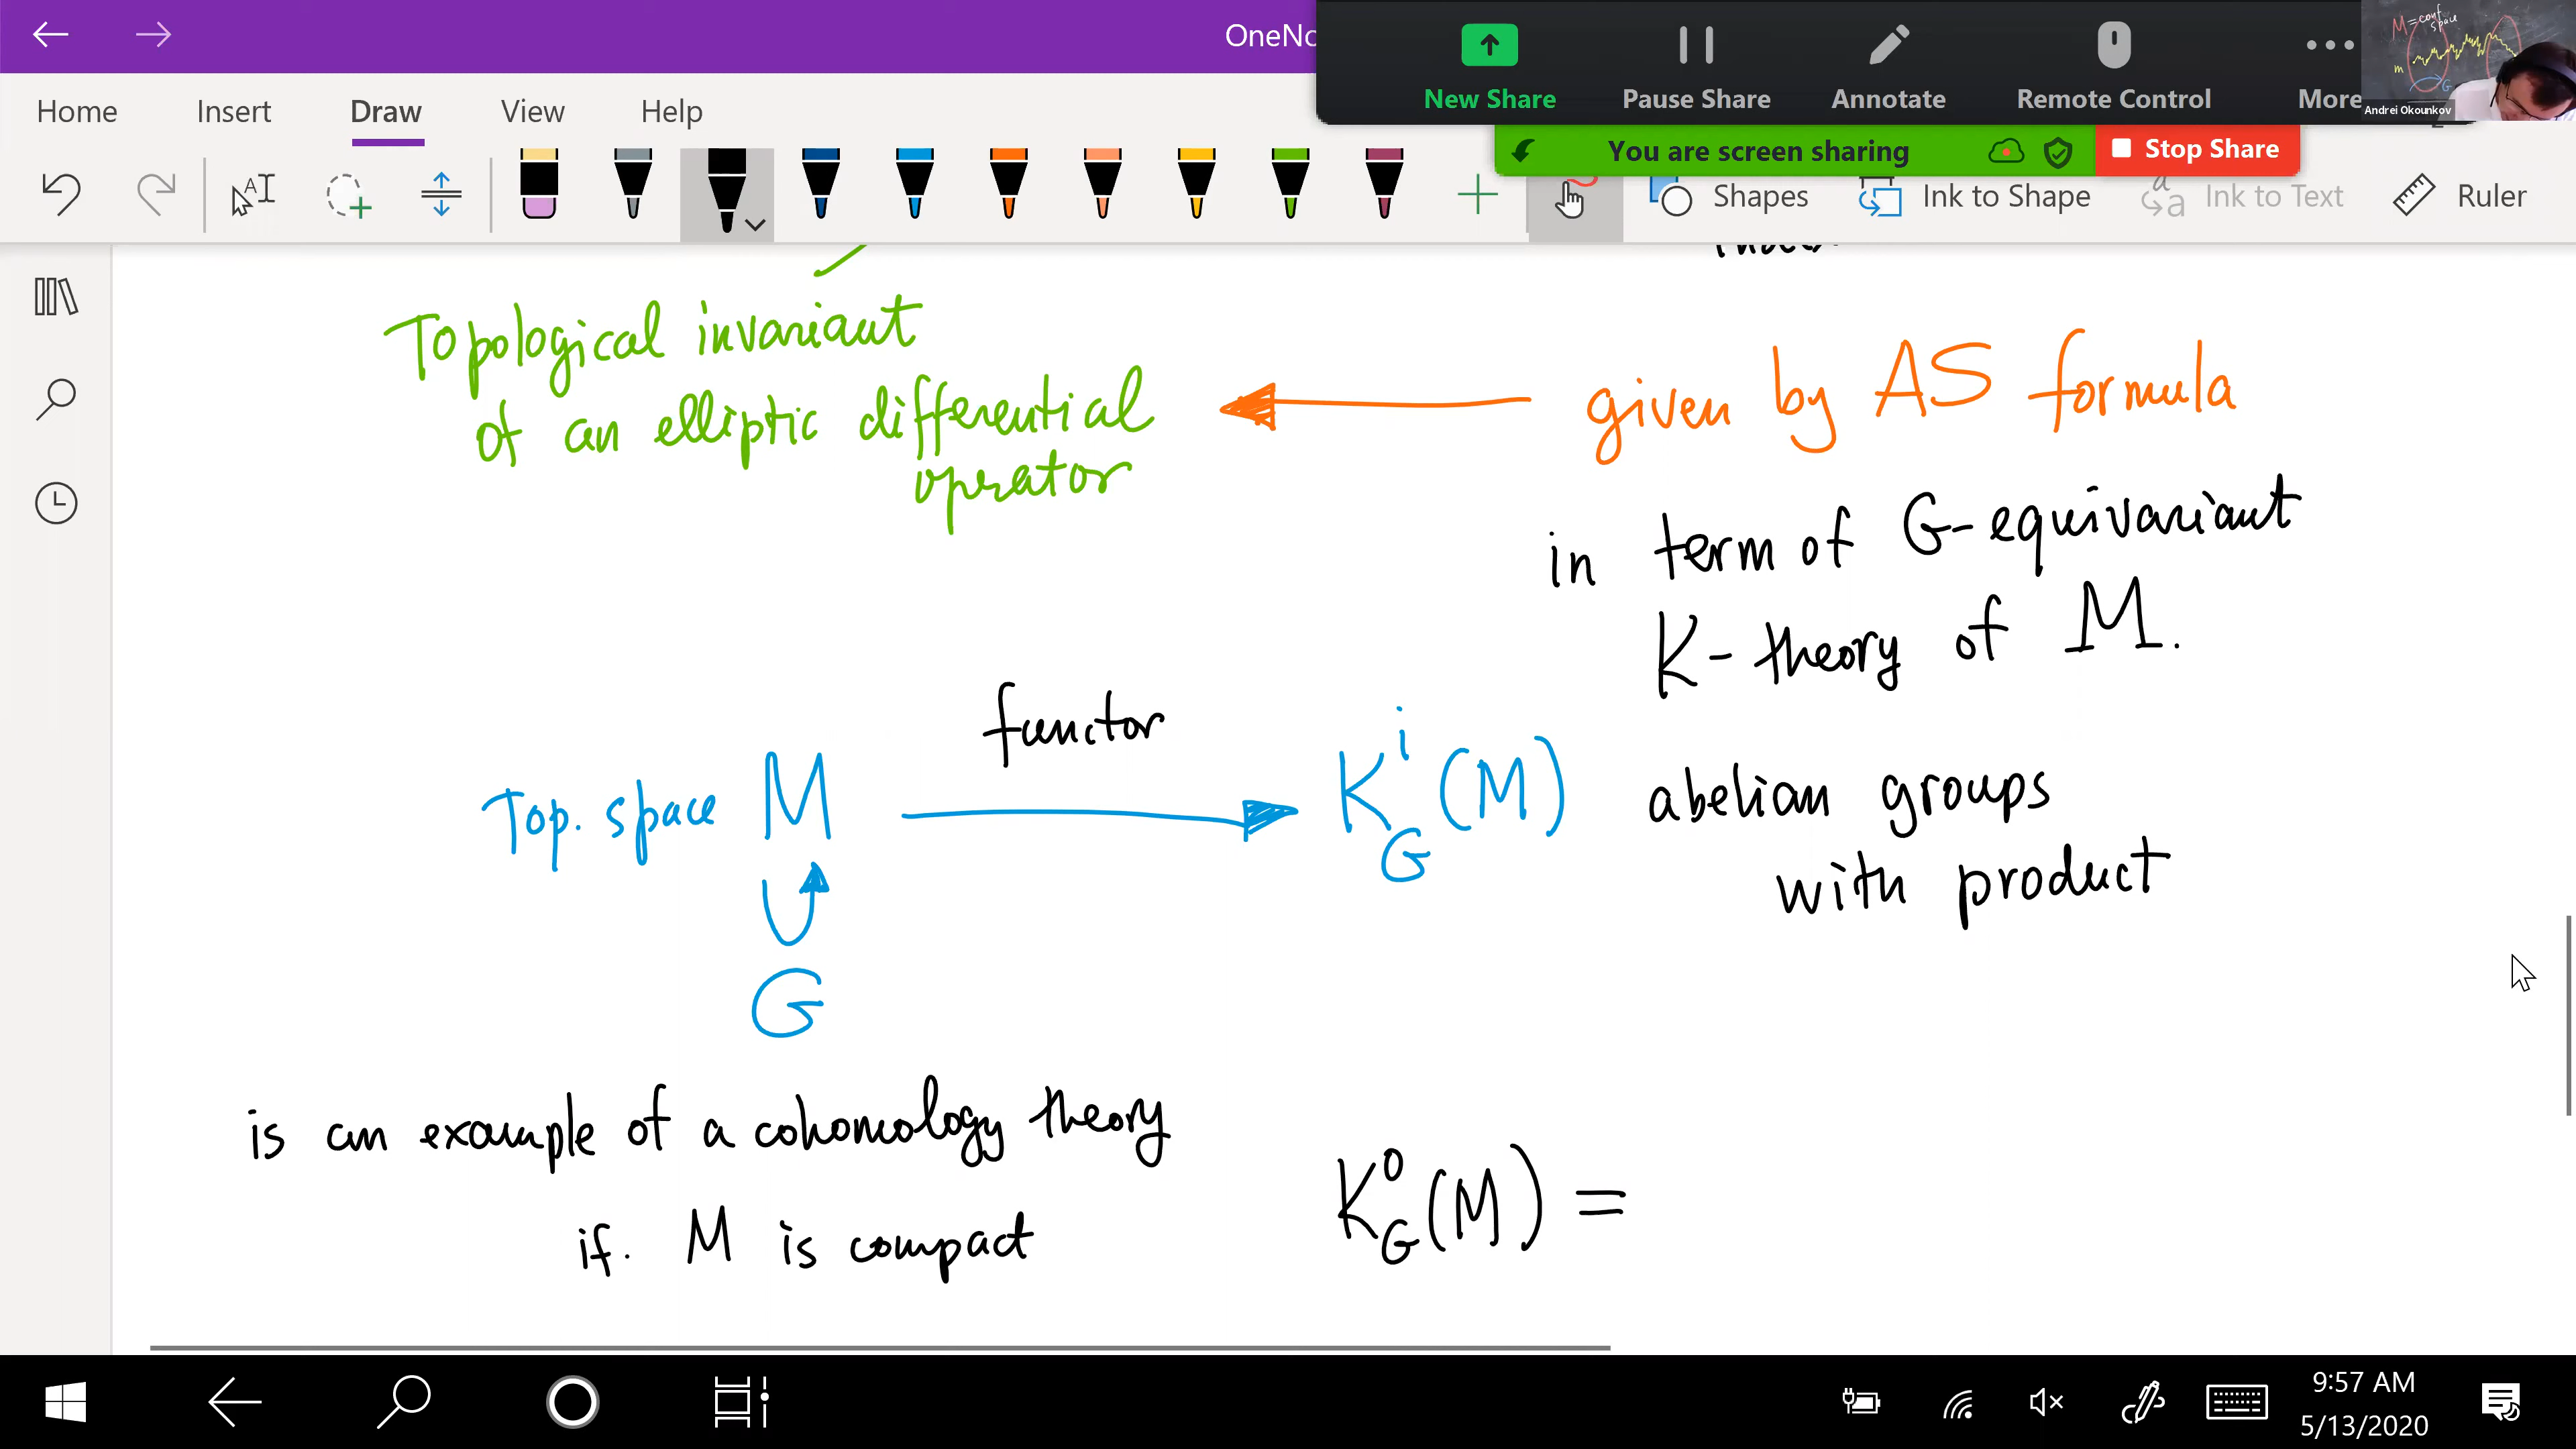 OneNo
New Share
Pause Share
Annotate
Remote Control
More
M = conf space
m
G
Andrei Okounkov
You are screen sharing
Stop Share
Home
Insert
Draw
View
Help
Shapes
Ink to Shape
Ink to Text
Ruler
Topological invariant
of an elliptic differential
operator
given by AS formula
in term of G-equivariant
K-theory of M.
functor
Top. space M
K^i_G (M)
abelian groups
with product
G
is an example of a cohomology theory
if. M is compact
K^0_G (M) =
9:57 AM
5/13/2020